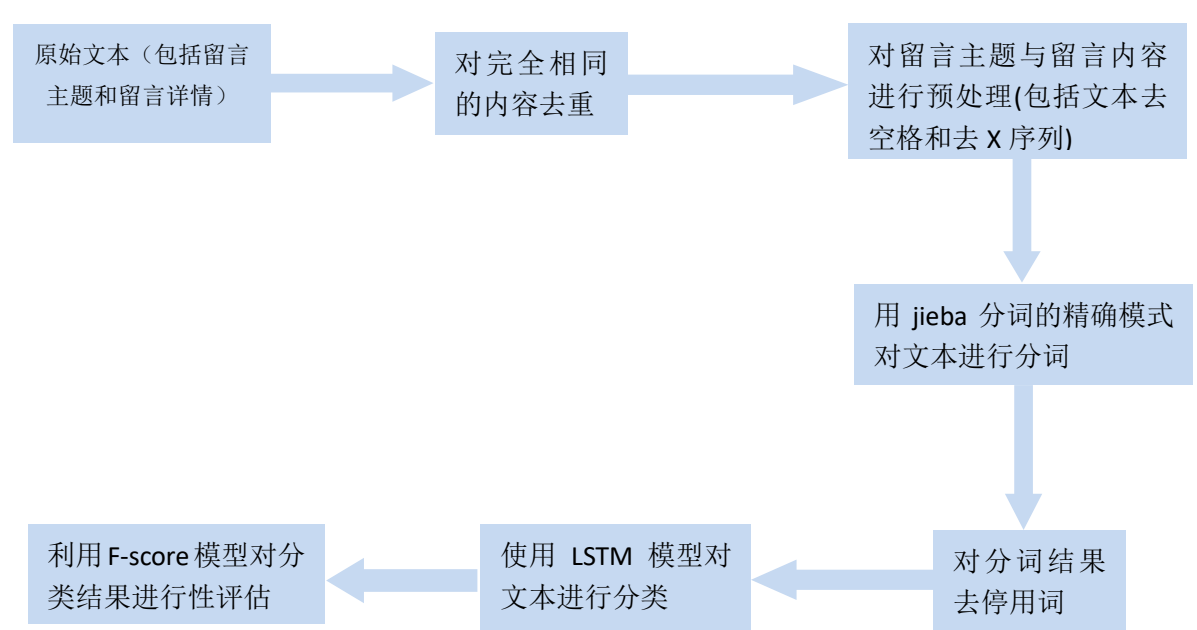 原始文本（包括留言
主题和留言详情）
对完全相同
的内容去重
对留言主题与留言内容
进行预处理(包括文本去
空格和去 X 序列)
用 jieba 分词的精确模式
对文本进行分词
对分词结果
去停用词
使用 LSTM 模型对
文本进行分类
利用 F-score 模型对分
类结果进行性评估